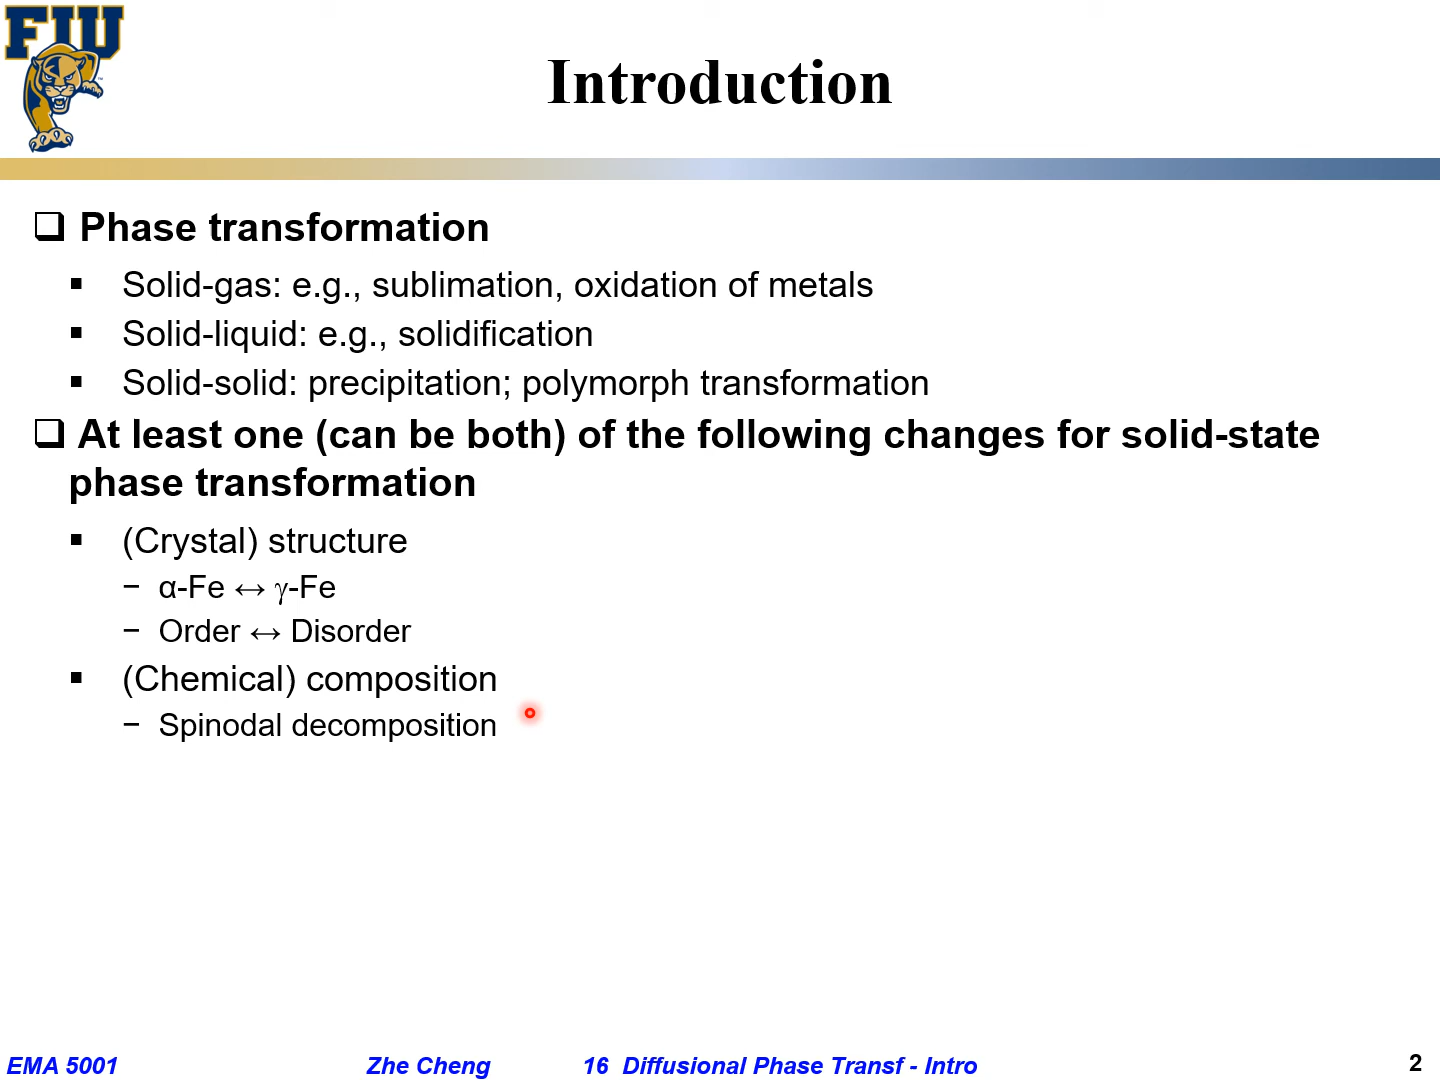 FIU
Introduction
❑ Phase transformation
▪ Solid-gas: e.g., sublimation, oxidation of metals
▪ Solid-liquid: e.g., solidification
▪ Solid-solid: precipitation; polymorph transformation
❑ At least one (can be both) of the following changes for solid-state
phase transformation
▪ (Crystal) structure
− α-Fe ↔ γ-Fe
− Order ↔ Disorder
▪ (Chemical) composition
− Spinodal decomposition
EMA 5001 Zhe Cheng 16 Diffusional Phase Transf - Intro 2